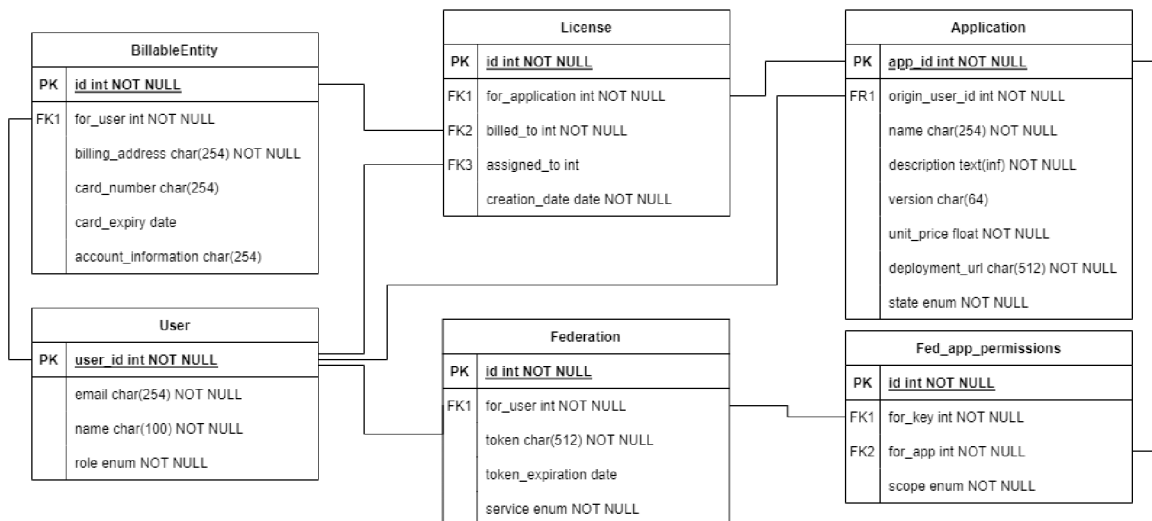 BillableEntity
PK id int NOT NULL
FK1 for_user int NOT NULL
billing_address char(254) NOT NULL
card_number char(254)
card_expiry date
account_information char(254)
License
PK id int NOT NULL
FK1 for_application int NOT NULL
FK2 billed_to int NOT NULL
FK3 assigned_to int
creation_date date NOT NULL
Application
PK app_id int NOT NULL
FR1 origin_user_id int NOT NULL
name char(254) NOT NULL
description text(inf) NOT NULL
version char(64)
unit_price float NOT NULL
deployment_url char(512) NOT NULL
state enum NOT NULL
User
PK user_id int NOT NULL
email char(254) NOT NULL
name char(100) NOT NULL
role enum NOT NULL
Federation
PK id int NOT NULL
FK1 for_user int NOT NULL
token char(512) NOT NULL
token_expiration date
service enum NOT NULL
Fed_app_permissions
PK id int NOT NULL
FK1 for_key int NOT NULL
FK2 for_app int NOT NULL
scope enum NOT NULL